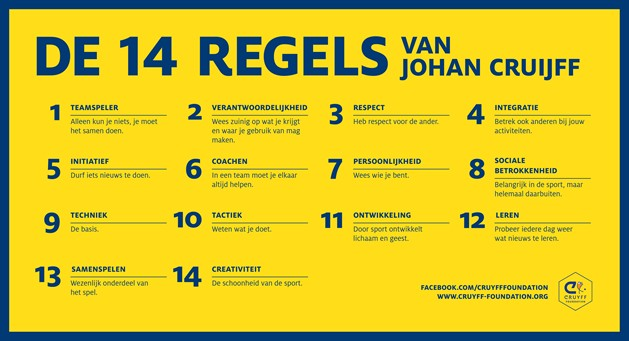 DE 14 REGELS VAN
JOHAN CRUIJFF
1 TEAMSPELER
Alleen kun je niets, je moet
het samen doen.
2 VERANTWOORDELIJKHEID
Wees zuinig op wat je krijgt
en waar je gebruik van mag
maken.
3 RESPECT
Heb respect voor de ander.
4 INTEGRATIE
Betrek ook anderen bij jouw
activiteiten.
5 INITIATIEF
Durf iets nieuws te doen.
6 COACHEN
In een team moet je elkaar
altijd helpen.
7 PERSOONLIJKHEID
Wees wie je bent.
8 SOCIALE
BETROKKENHEID
Belangrijk in de sport, maar
helemaal daarbuiten.
9 TECHNIEK
De basis.
10 TACTIEK
Weten wat je doet.
11 ONTWIKKELING
Door sport ontwikkelt
lichaam en geest.
12 LEREN
Probeer iedere dag weer
wat nieuws te leren.
13 SAMENSPELEN
Wezenlijk onderdeel van
het spel.
14 CREATIVITEIT
De schoonheid van de sport.
FACEBOOK.COM/CRUYFFFOUNDATION
WWW.CRUYFF-FOUNDATION.ORG
CRUYFF
FOUNDATION